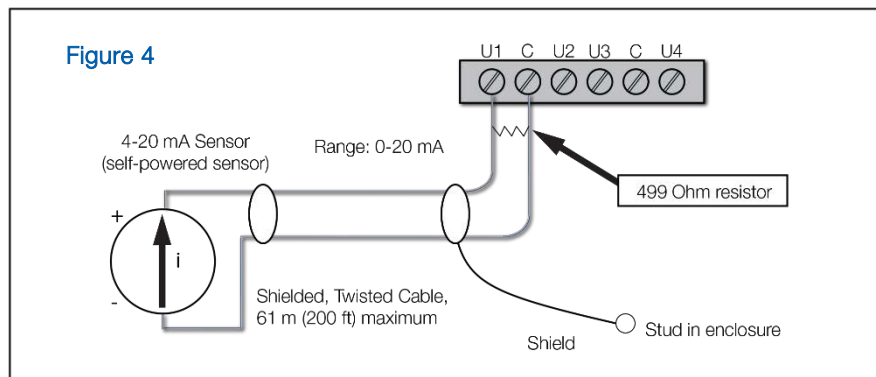 Figure 4
U1 C U2 U3 C U4
4-20 mA Sensor
(self-powered sensor)
Range: 0-20 mA
499 Ohm resistor
+
i
-
Shielded, Twisted Cable,
61 m (200 ft) maximum
Shield
Stud in enclosure